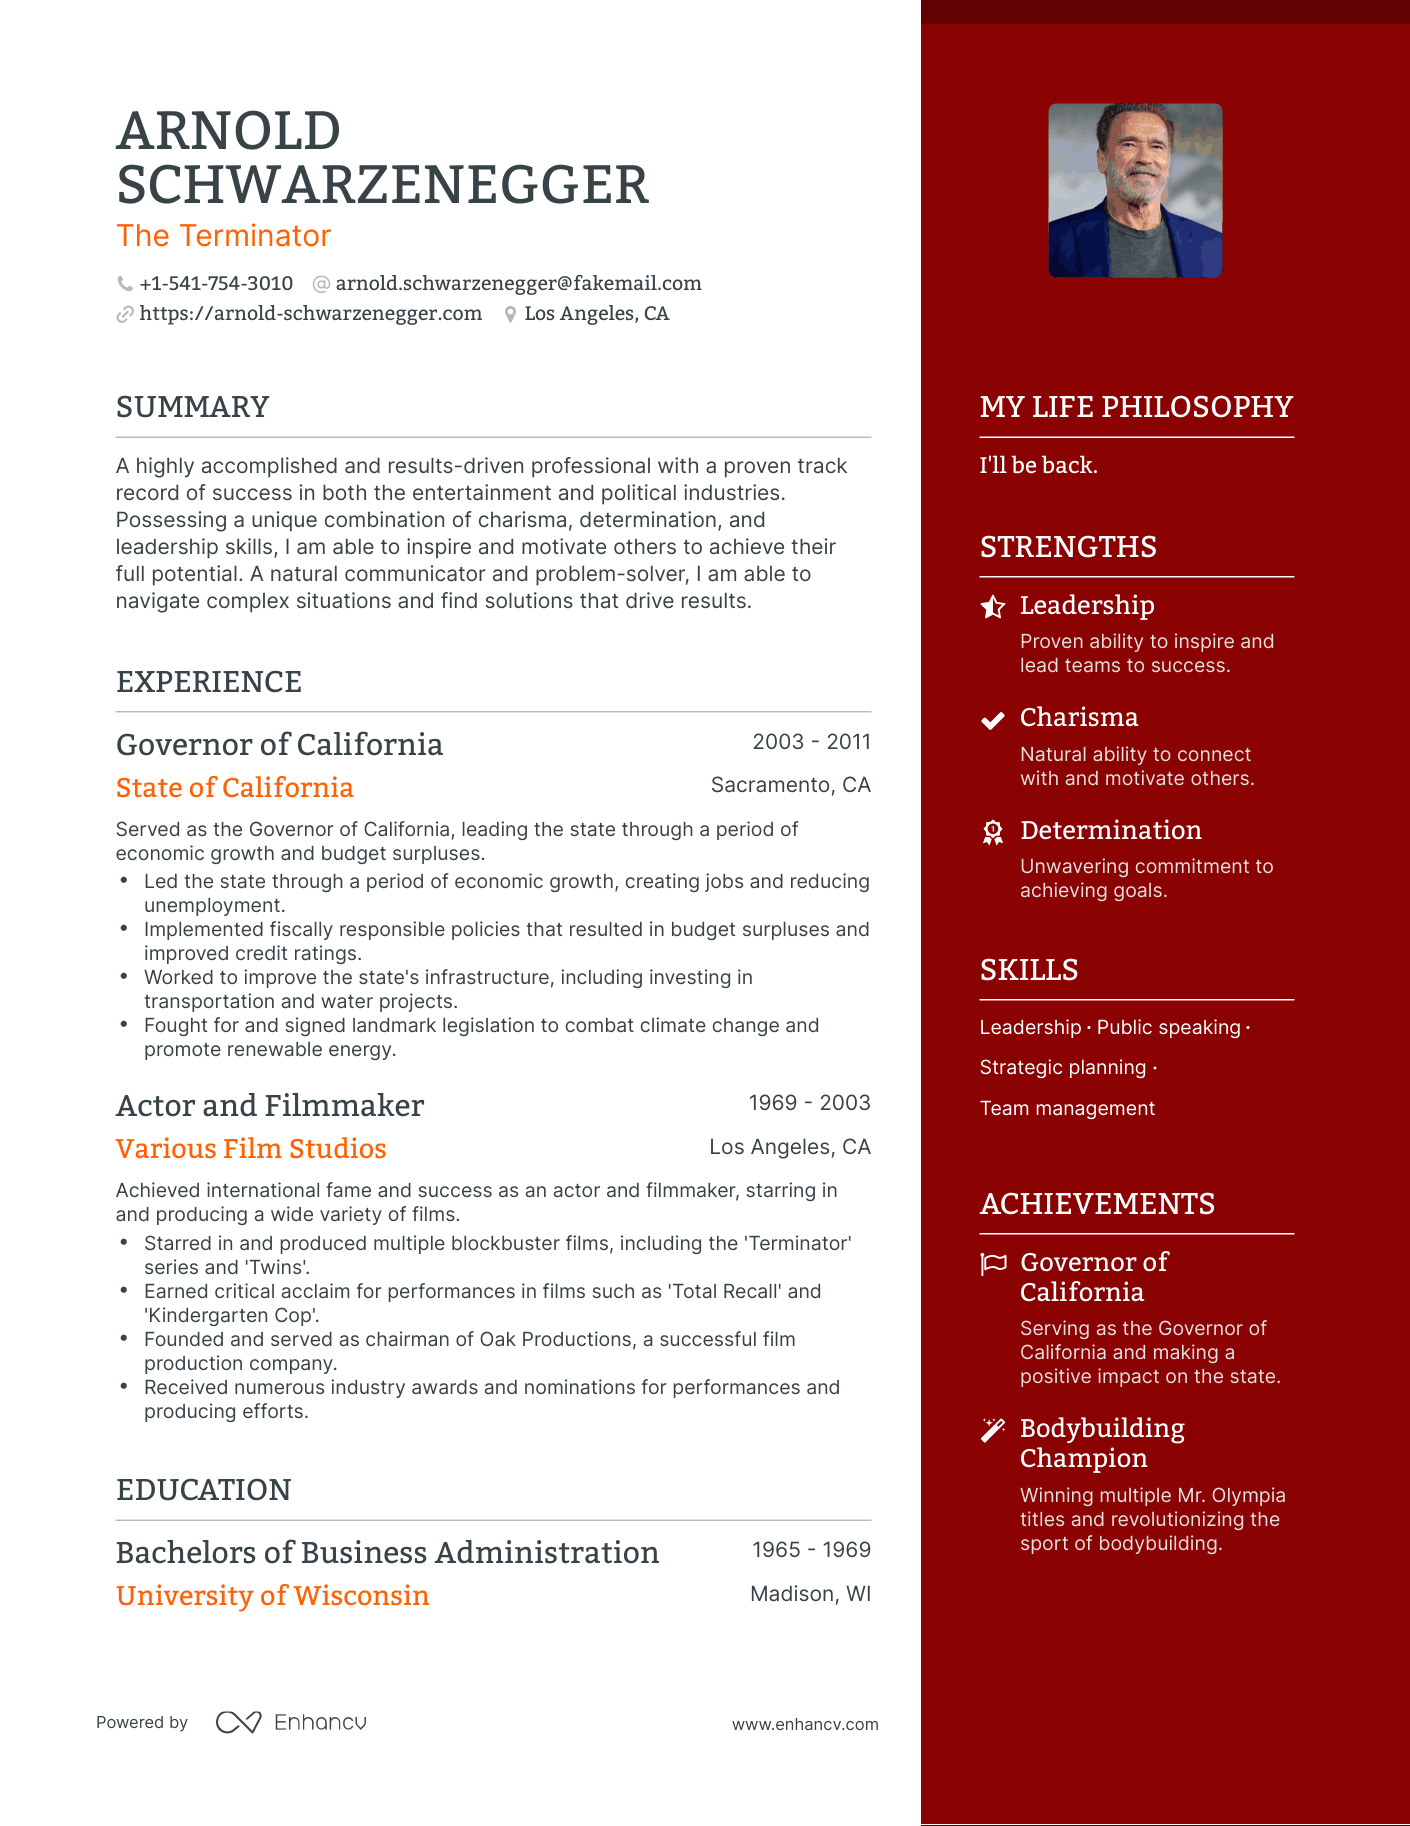 ARNOLD
SCHWARZENEGGER
The Terminator
+1-541-754-3010 @ arnold.schwarzenegger@fakemail.com
https://arnold-schwarzenegger.com Los Angeles, CA
SUMMARY
A highly accomplished and results-driven professional with a proven track
record of success in both the entertainment and political industries.
Possessing a unique combination of charisma, determination, and
leadership skills, I am able to inspire and motivate others to achieve their
full potential. A natural communicator and problem-solver, I am able to
navigate complex situations and find solutions that drive results.
EXPERIENCE
Governor of California 2003 - 2011
State of California Sacramento, CA
Served as the Governor of California, leading the state through a period of
economic growth and budget surpluses.
• Led the state through a period of economic growth, creating jobs and reducing
unemployment.
• Implemented fiscally responsible policies that resulted in budget surpluses and
improved credit ratings.
• Worked to improve the state's infrastructure, including investing in
transportation and water projects.
• Fought for and signed landmark legislation to combat climate change and
promote renewable energy.
Actor and Filmmaker 1969 - 2003
Various Film Studios Los Angeles, CA
Achieved international fame and success as an actor and filmmaker, starring in
and producing a wide variety of films.
• Starred in and produced multiple blockbuster films, including the 'Terminator'
series and 'Twins'.
• Earned critical acclaim for performances in films such as 'Total Recall' and
'Kindergarten Cop'.
• Founded and served as chairman of Oak Productions, a successful film
production company.
• Received numerous industry awards and nominations for performances and
producing efforts.
EDUCATION
Bachelors of Business Administration 1965 - 1969
University of Wisconsin Madison, WI
MY LIFE PHILOSOPHY
I'll be back.
STRENGTHS
Leadership
Proven ability to inspire and
lead teams to success.
Charisma
Natural ability to connect
with and motivate others.
Determination
Unwavering commitment to
achieving goals.
SKILLS
Leadership · Public speaking ·
Strategic planning ·
Team management
ACHIEVEMENTS
Governor of
California
Serving as the Governor of
California and making a
positive impact on the state.
Bodybuilding
Champion
Winning multiple Mr. Olympia
titles and revolutionizing the
sport of bodybuilding.
Powered by Enhancv www.enhancv.com